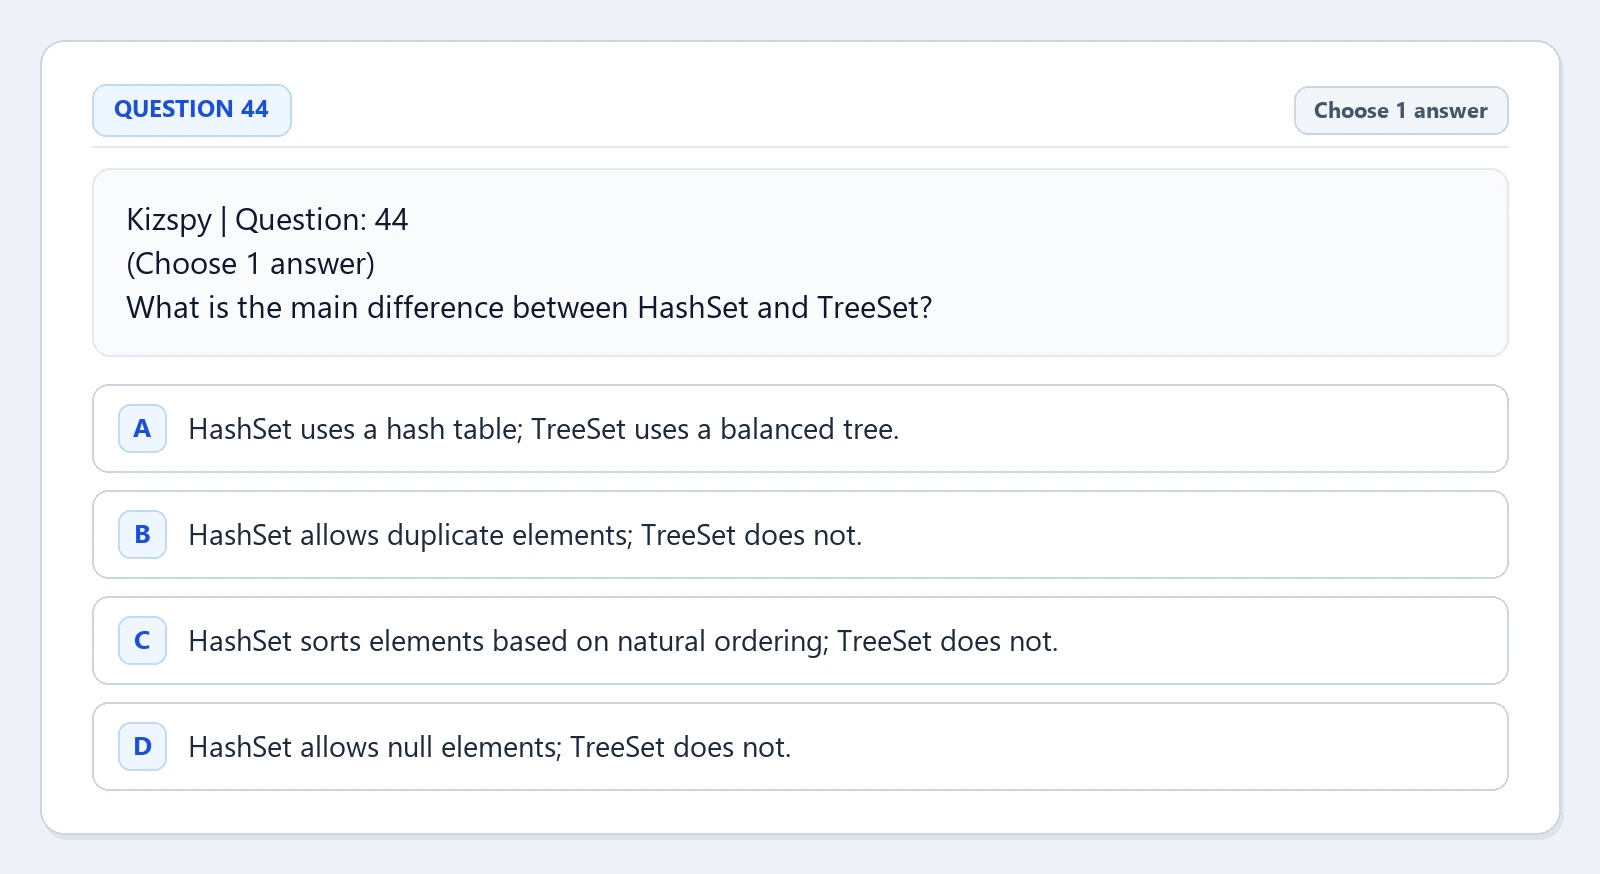 QUESTION 44
Choose 1 answer
Kizspy | Question: 44
(Choose 1 answer)
What is the main difference between HashSet and TreeSet?
A HashSet uses a hash table; TreeSet uses a balanced tree.
B HashSet allows duplicate elements; TreeSet does not.
C HashSet sorts elements based on natural ordering; TreeSet does not.
D HashSet allows null elements; TreeSet does not.